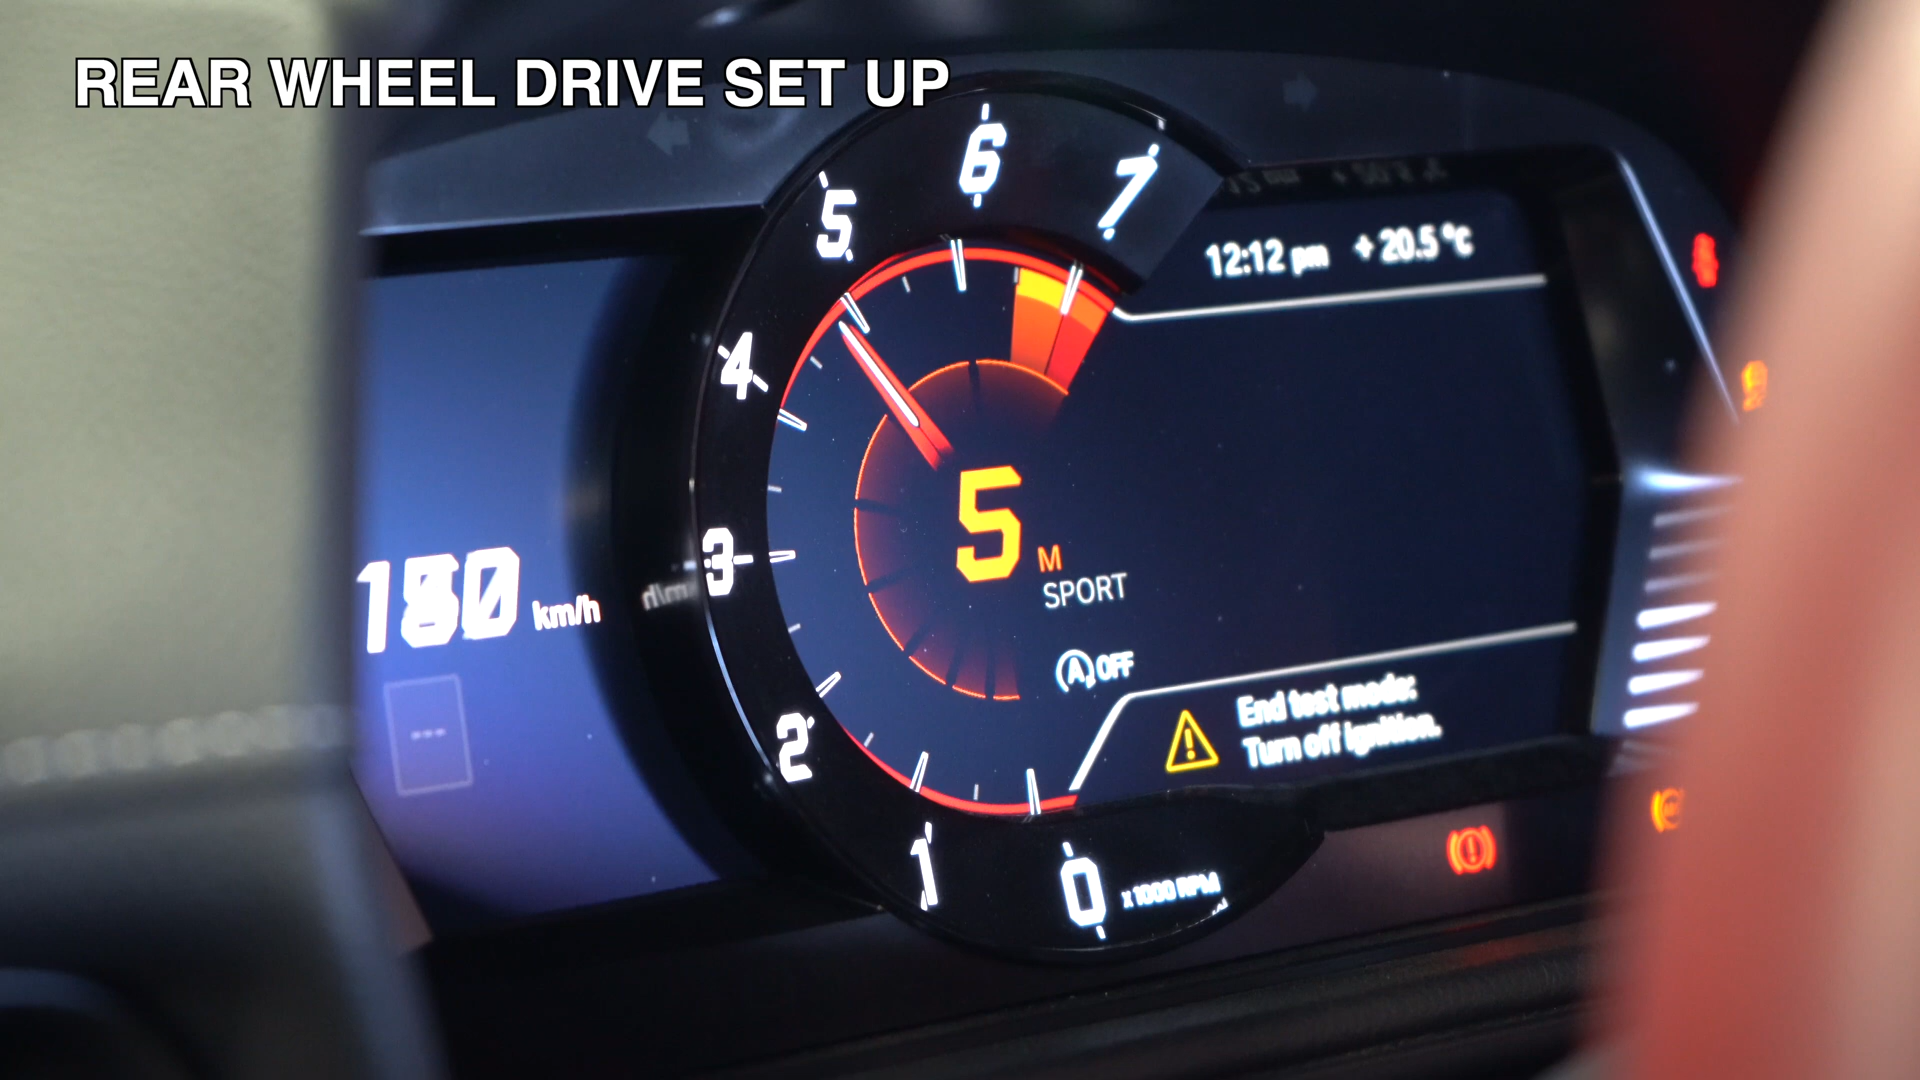 REAR WHEEL DRIVE SET UP
6
7
5
12:12 pm + 20.5 °C
4
5
M
SPORT
3
km/h
A OFF
End test mode:
Turn off ignition.
2
1
0
x 1000 RPM